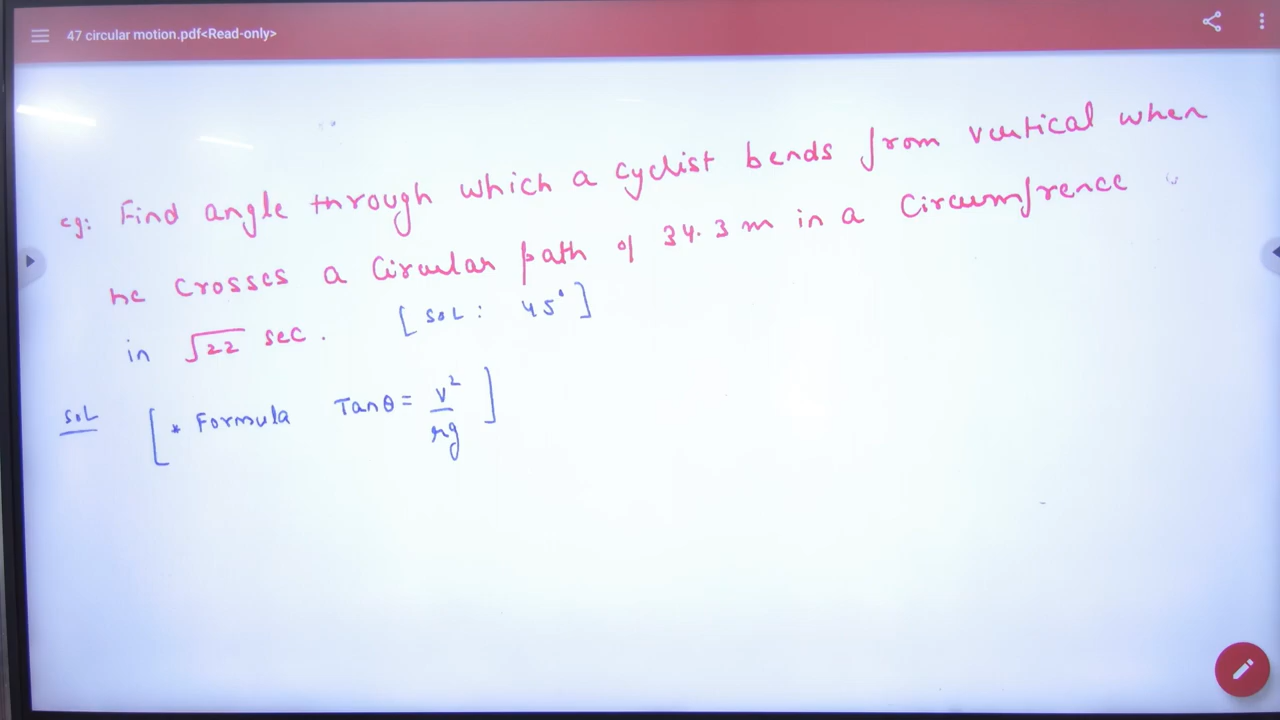 47 circular motion.pdf<Read-only>
eg: Find angle through which a cyclist bends from vertical when
he crosses a circular path of 34.3 m in a circumfrence
in √22 sec. [Sol: 45°]
Sol [* Formula Tanθ = v²/rg]